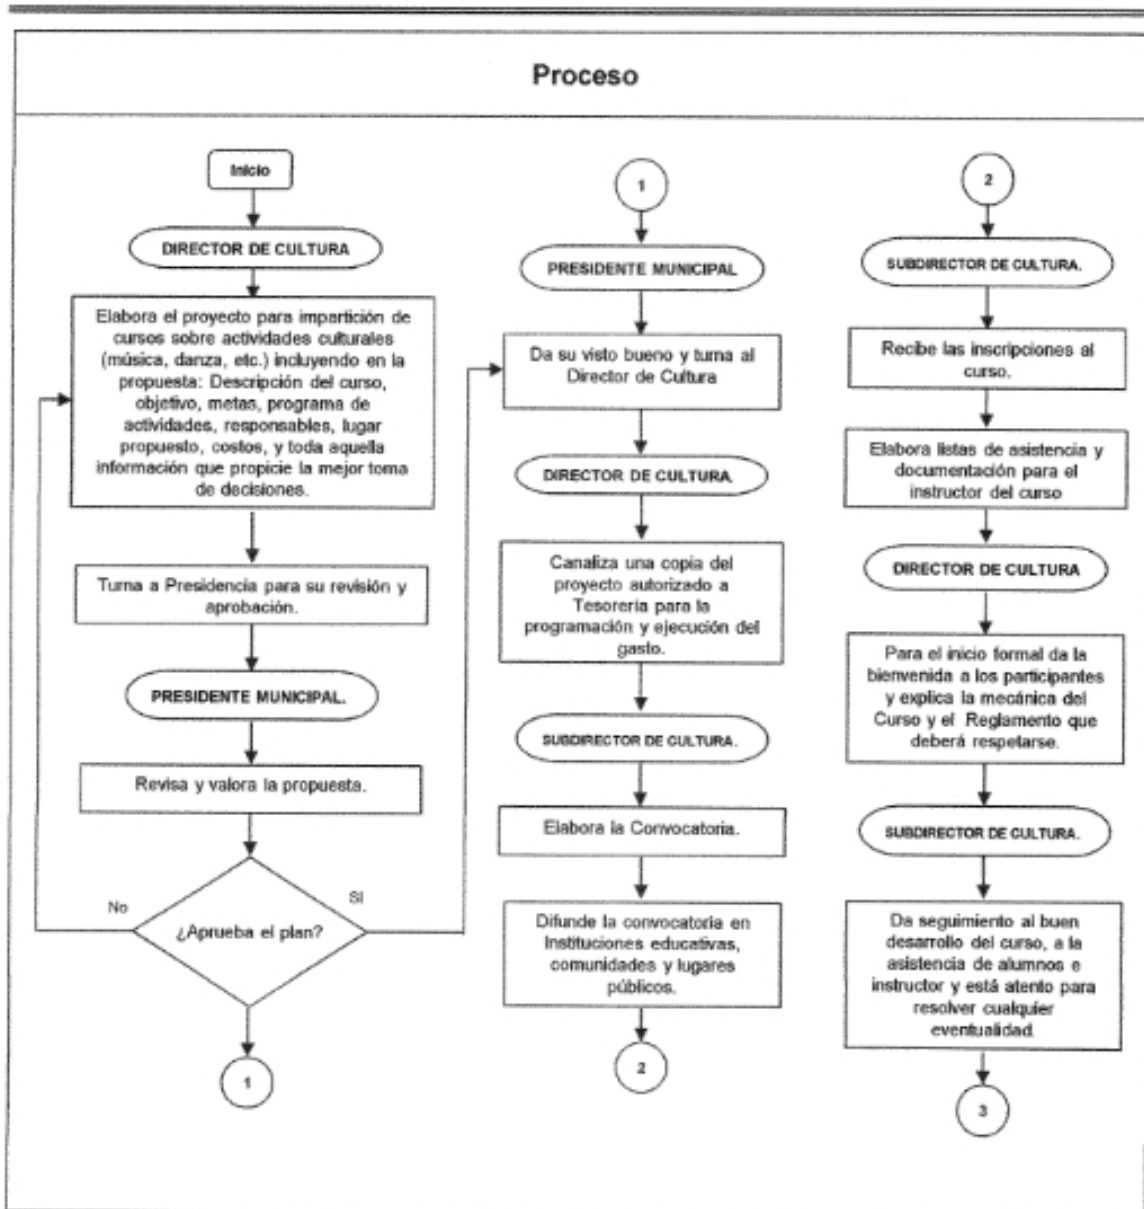 Proceso
Inicio
DIRECTOR DE CULTURA
Elabora el proyecto para impartición de
cursos sobre actividades culturales
(música, danza, etc.) incluyendo en la
propuesta: Descripción del curso,
objetivo, metas, programa de
actividades, responsables, lugar
propuesto, costos, y toda aquella
información que propicie la mejor toma
de decisiones.
Turna a Presidencia para su revisión y
aprobación.
PRESIDENTE MUNICIPAL.
Revisa y valora la propuesta.
No
SI
¿Aprueba el plan?
1
1
PRESIDENTE MUNICIPAL
Da su visto bueno y turna al
Director de Cultura
DIRECTOR DE CULTURA.
Canaliza una copia del
proyecto autorizado a
Tesorería para la
programación y ejecución del
gasto.
SUBDIRECTOR DE CULTURA.
Elabora la Convocatoria.
Difunde la convocatoria en
Instituciones educativas,
comunidades y lugares
públicos.
2
2
SUBDIRECTOR DE CULTURA.
Recibe las inscripciones al
curso.
Elabora listas de asistencia y
documentación para el
instructor del curso
DIRECTOR DE CULTURA
Para el inicio formal da la
bienvenida a los participantes
y explica la mecánica del
Curso y el Reglamento que
deberá respetarse.
SUBDIRECTOR DE CULTURA.
Da seguimiento al buen
desarrollo del curso, a la
asistencia de alumnos e
instructor y está atento para
resolver cualquier
eventualidad.
3